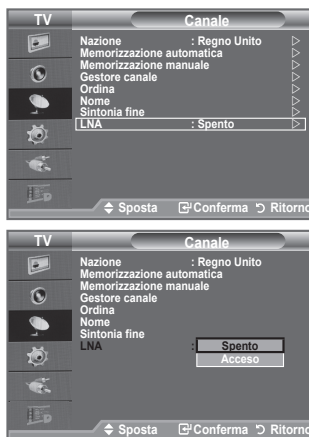 TV Canale
Nazione : Regno Unito
Memorizzazione automatica
Memorizzazione manuale
Gestore canale
Ordina
Nome
Sintonia fine
LNA : Spento
Sposta Conferma Ritorno
TV Canale
Nazione : Regno Unito
Memorizzazione automatica
Memorizzazione manuale
Gestore canale
Ordina
Nome
Sintonia fine
LNA : Spento
Acceso
Sposta Conferma Ritorno